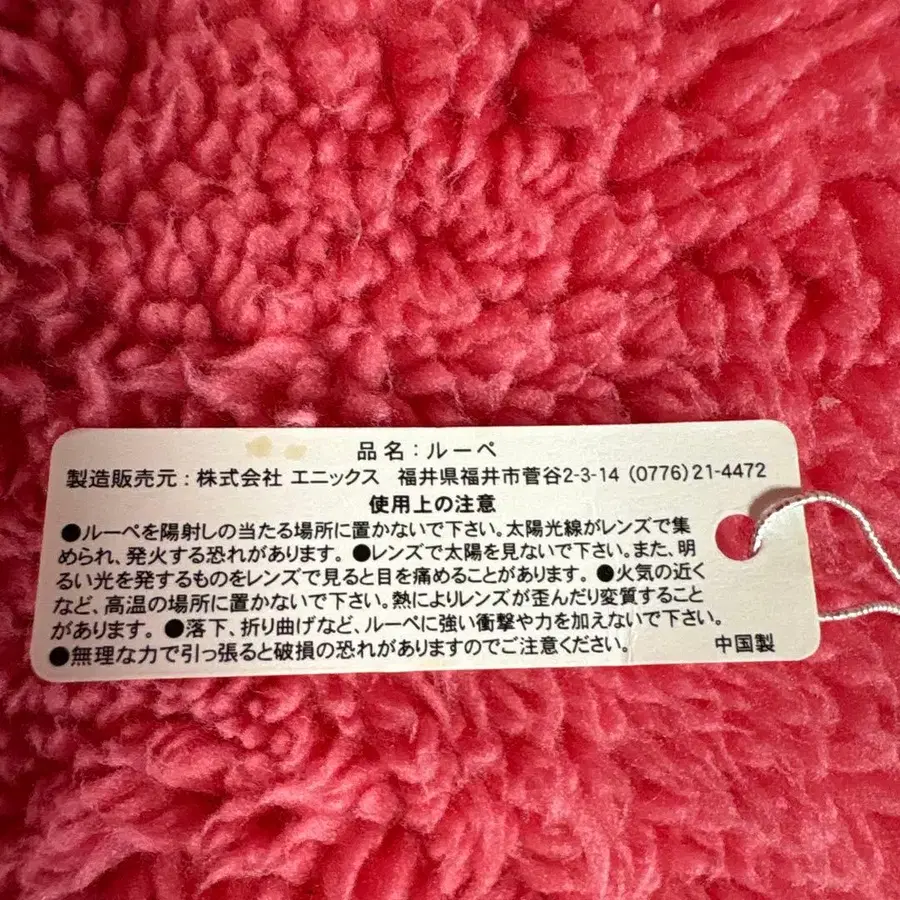 品名：ルーペ
製造販売元：株式会社 エニックス 福井県福井市菅谷2-3-14 (0776)21-4472
使用上の注意
●ルーペを陽射しの当たる場所に置かないで下さい。太陽光線がレンズで集
められ、発火する恐れがあります。●レンズで太陽を見ないで下さい。また、明
るい光を発するものをレンズで見ると目を痛めることがあります。●火気の近く
など、高温の場所に置かないで下さい。熱によりレンズが歪んだり変質すること
があります。●落下、折り曲げなど、ルーペに強い衝撃や力を加えないで下さい。
●無理な力で引っ張ると破損の恐れがありますのでご注意ください。 中国製